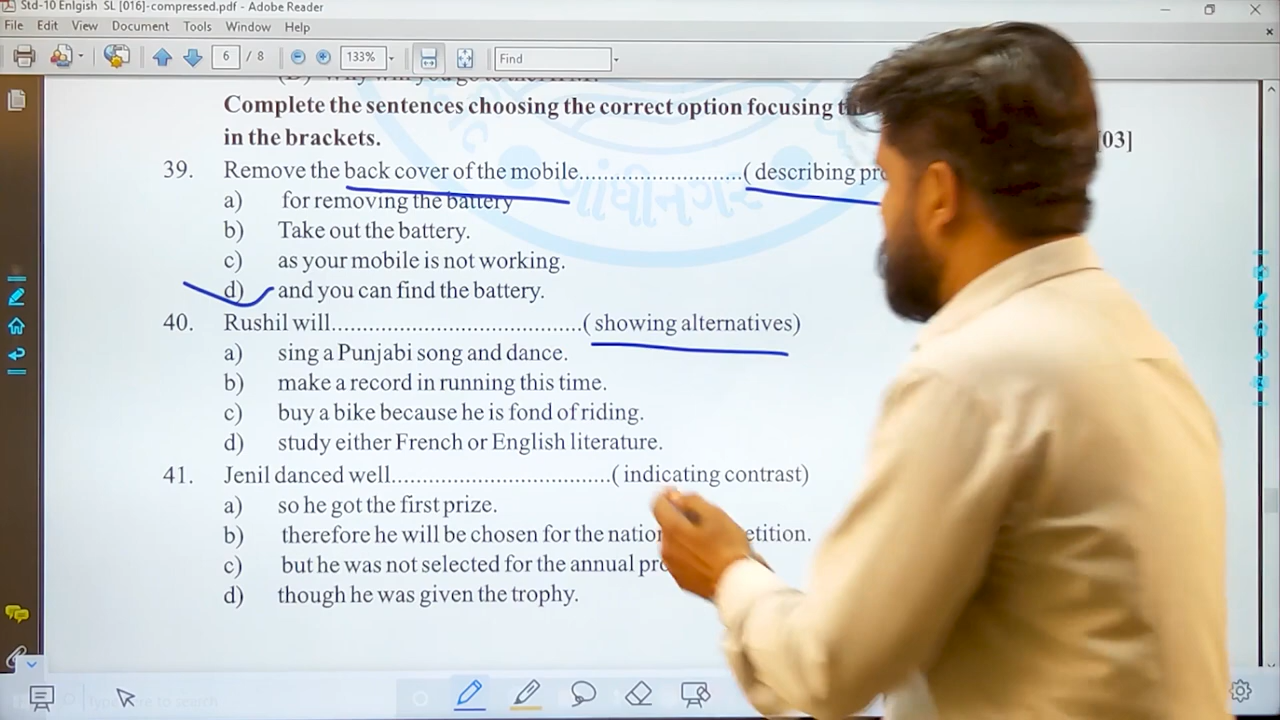 Std-10 Enlgish SL [016]-compressed.pdf - Adobe Reader
File Edit View Document Tools Window Help
6 / 8 133% Find
Complete the sentences choosing the correct option focusing
in the brackets. [03]
39. Remove the back cover of the mobile..........................( describing
a) for removing the battery
b) Take out the battery.
c) as your mobile is not working.
d) and you can find the battery.
40. Rushil will........................................( showing alternatives)
a) sing a Punjabi song and dance.
b) make a record in running this time.
c) buy a bike because he is fond of riding.
d) study either French or English literature.
41. Jenil danced well...................................( indicating contrast)
a) so he got the first prize.
b) therefore he will be chosen for the
c) but he was not selected for the annual
d) though he was given the trophy.
ગાંધીનગર
Type here to search